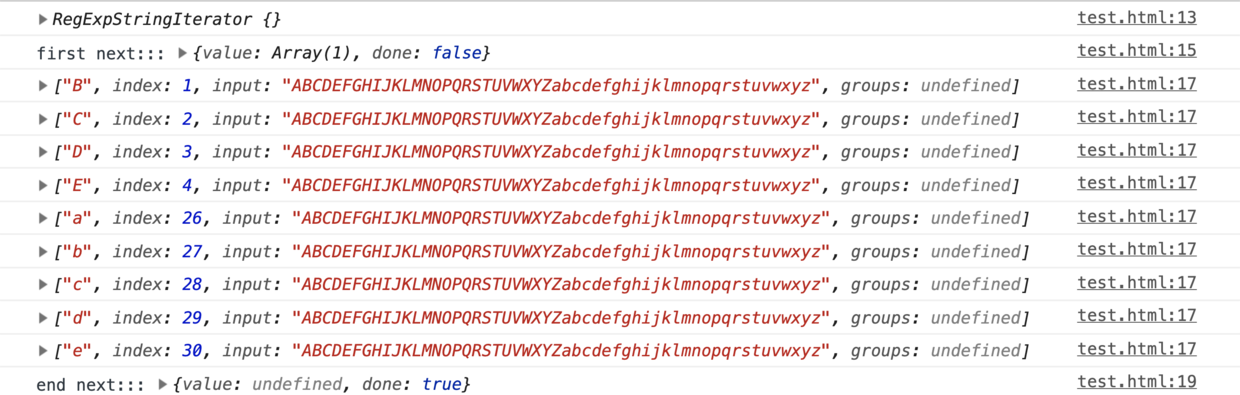 RegExpStringIterator {} test.html:13
first next::: {value: Array(1), done: false} test.html:15
["B", index: 1, input: "ABCDEFGHIJKLMNOPQRSTUVWXYZabcdefghijklmnopqrstuvwxyz", groups: undefined] test.html:17
["C", index: 2, input: "ABCDEFGHIJKLMNOPQRSTUVWXYZabcdefghijklmnopqrstuvwxyz", groups: undefined] test.html:17
["D", index: 3, input: "ABCDEFGHIJKLMNOPQRSTUVWXYZabcdefghijklmnopqrstuvwxyz", groups: undefined] test.html:17
["E", index: 4, input: "ABCDEFGHIJKLMNOPQRSTUVWXYZabcdefghijklmnopqrstuvwxyz", groups: undefined] test.html:17
["a", index: 26, input: "ABCDEFGHIJKLMNOPQRSTUVWXYZabcdefghijklmnopqrstuvwxyz", groups: undefined] test.html:17
["b", index: 27, input: "ABCDEFGHIJKLMNOPQRSTUVWXYZabcdefghijklmnopqrstuvwxyz", groups: undefined] test.html:17
["c", index: 28, input: "ABCDEFGHIJKLMNOPQRSTUVWXYZabcdefghijklmnopqrstuvwxyz", groups: undefined] test.html:17
["d", index: 29, input: "ABCDEFGHIJKLMNOPQRSTUVWXYZabcdefghijklmnopqrstuvwxyz", groups: undefined] test.html:17
["e", index: 30, input: "ABCDEFGHIJKLMNOPQRSTUVWXYZabcdefghijklmnopqrstuvwxyz", groups: undefined] test.html:17
end next::: {value: undefined, done: true} test.html:19